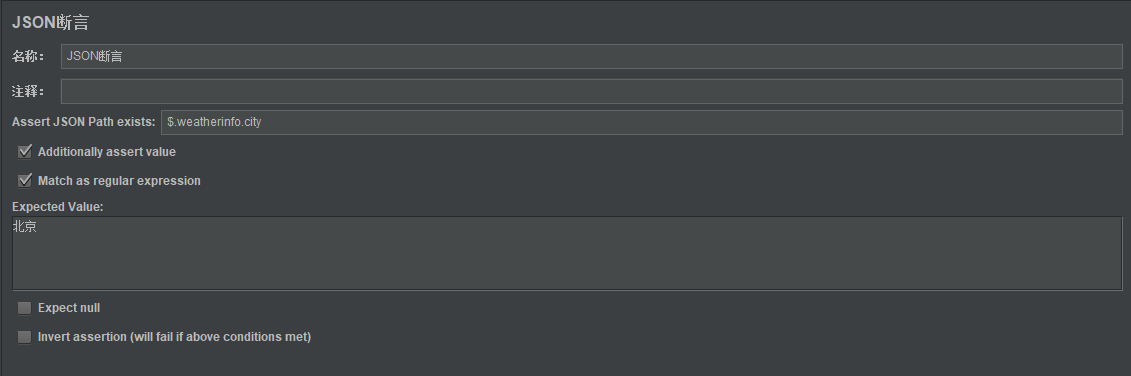 JSON断言
名称： JSON断言
注释：
Assert JSON Path exists: $.weatherinfo.city
Additionally assert value
Match as regular expression
Expected Value:
北京
Expect null
Invert assertion (will fail if above conditions met)